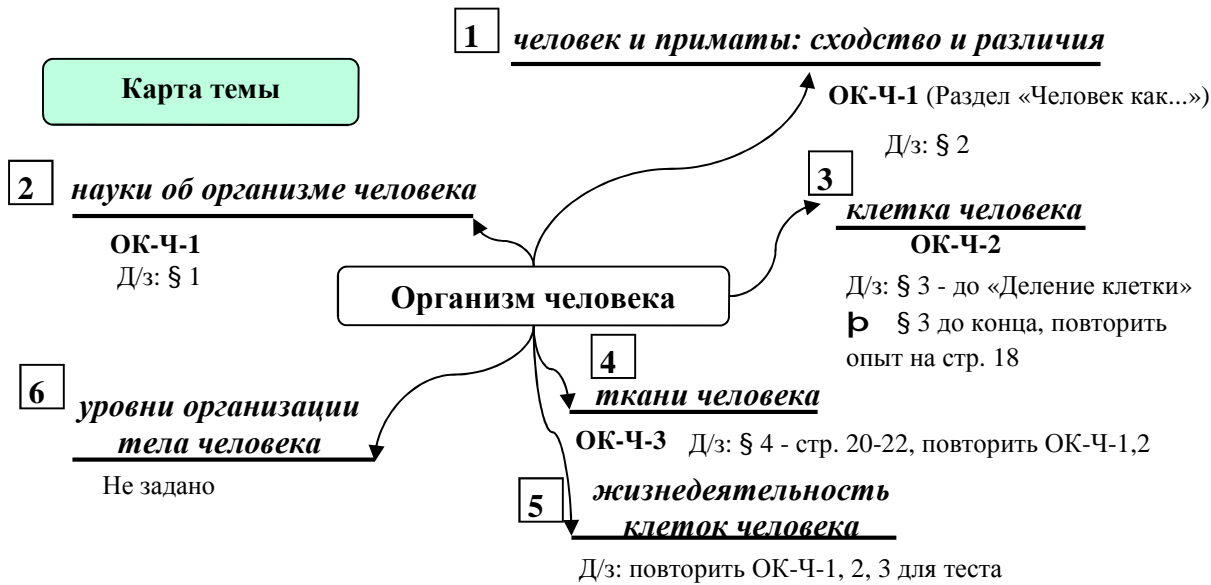 Карта темы
1 человек и приматы: сходство и различия
ОК-Ч-1 (Раздел «Человек как...»)
Д/з: § 2
2 науки об организме человека
ОК-Ч-1
Д/з: § 1
3
клетка человека
ОК-Ч-2
Д/з: § 3 - до «Деление клетки»
þ § 3 до конца, повторить
опыт на стр. 18
Организм человека
4
ткани человека
ОК-Ч-3 Д/з: § 4 - стр. 20-22, повторить ОК-Ч-1,2
5 жизнедеятельность
клеток человека
Д/з: повторить ОК-Ч-1, 2, 3 для теста
6 уровни организации
тела человека
Не задано